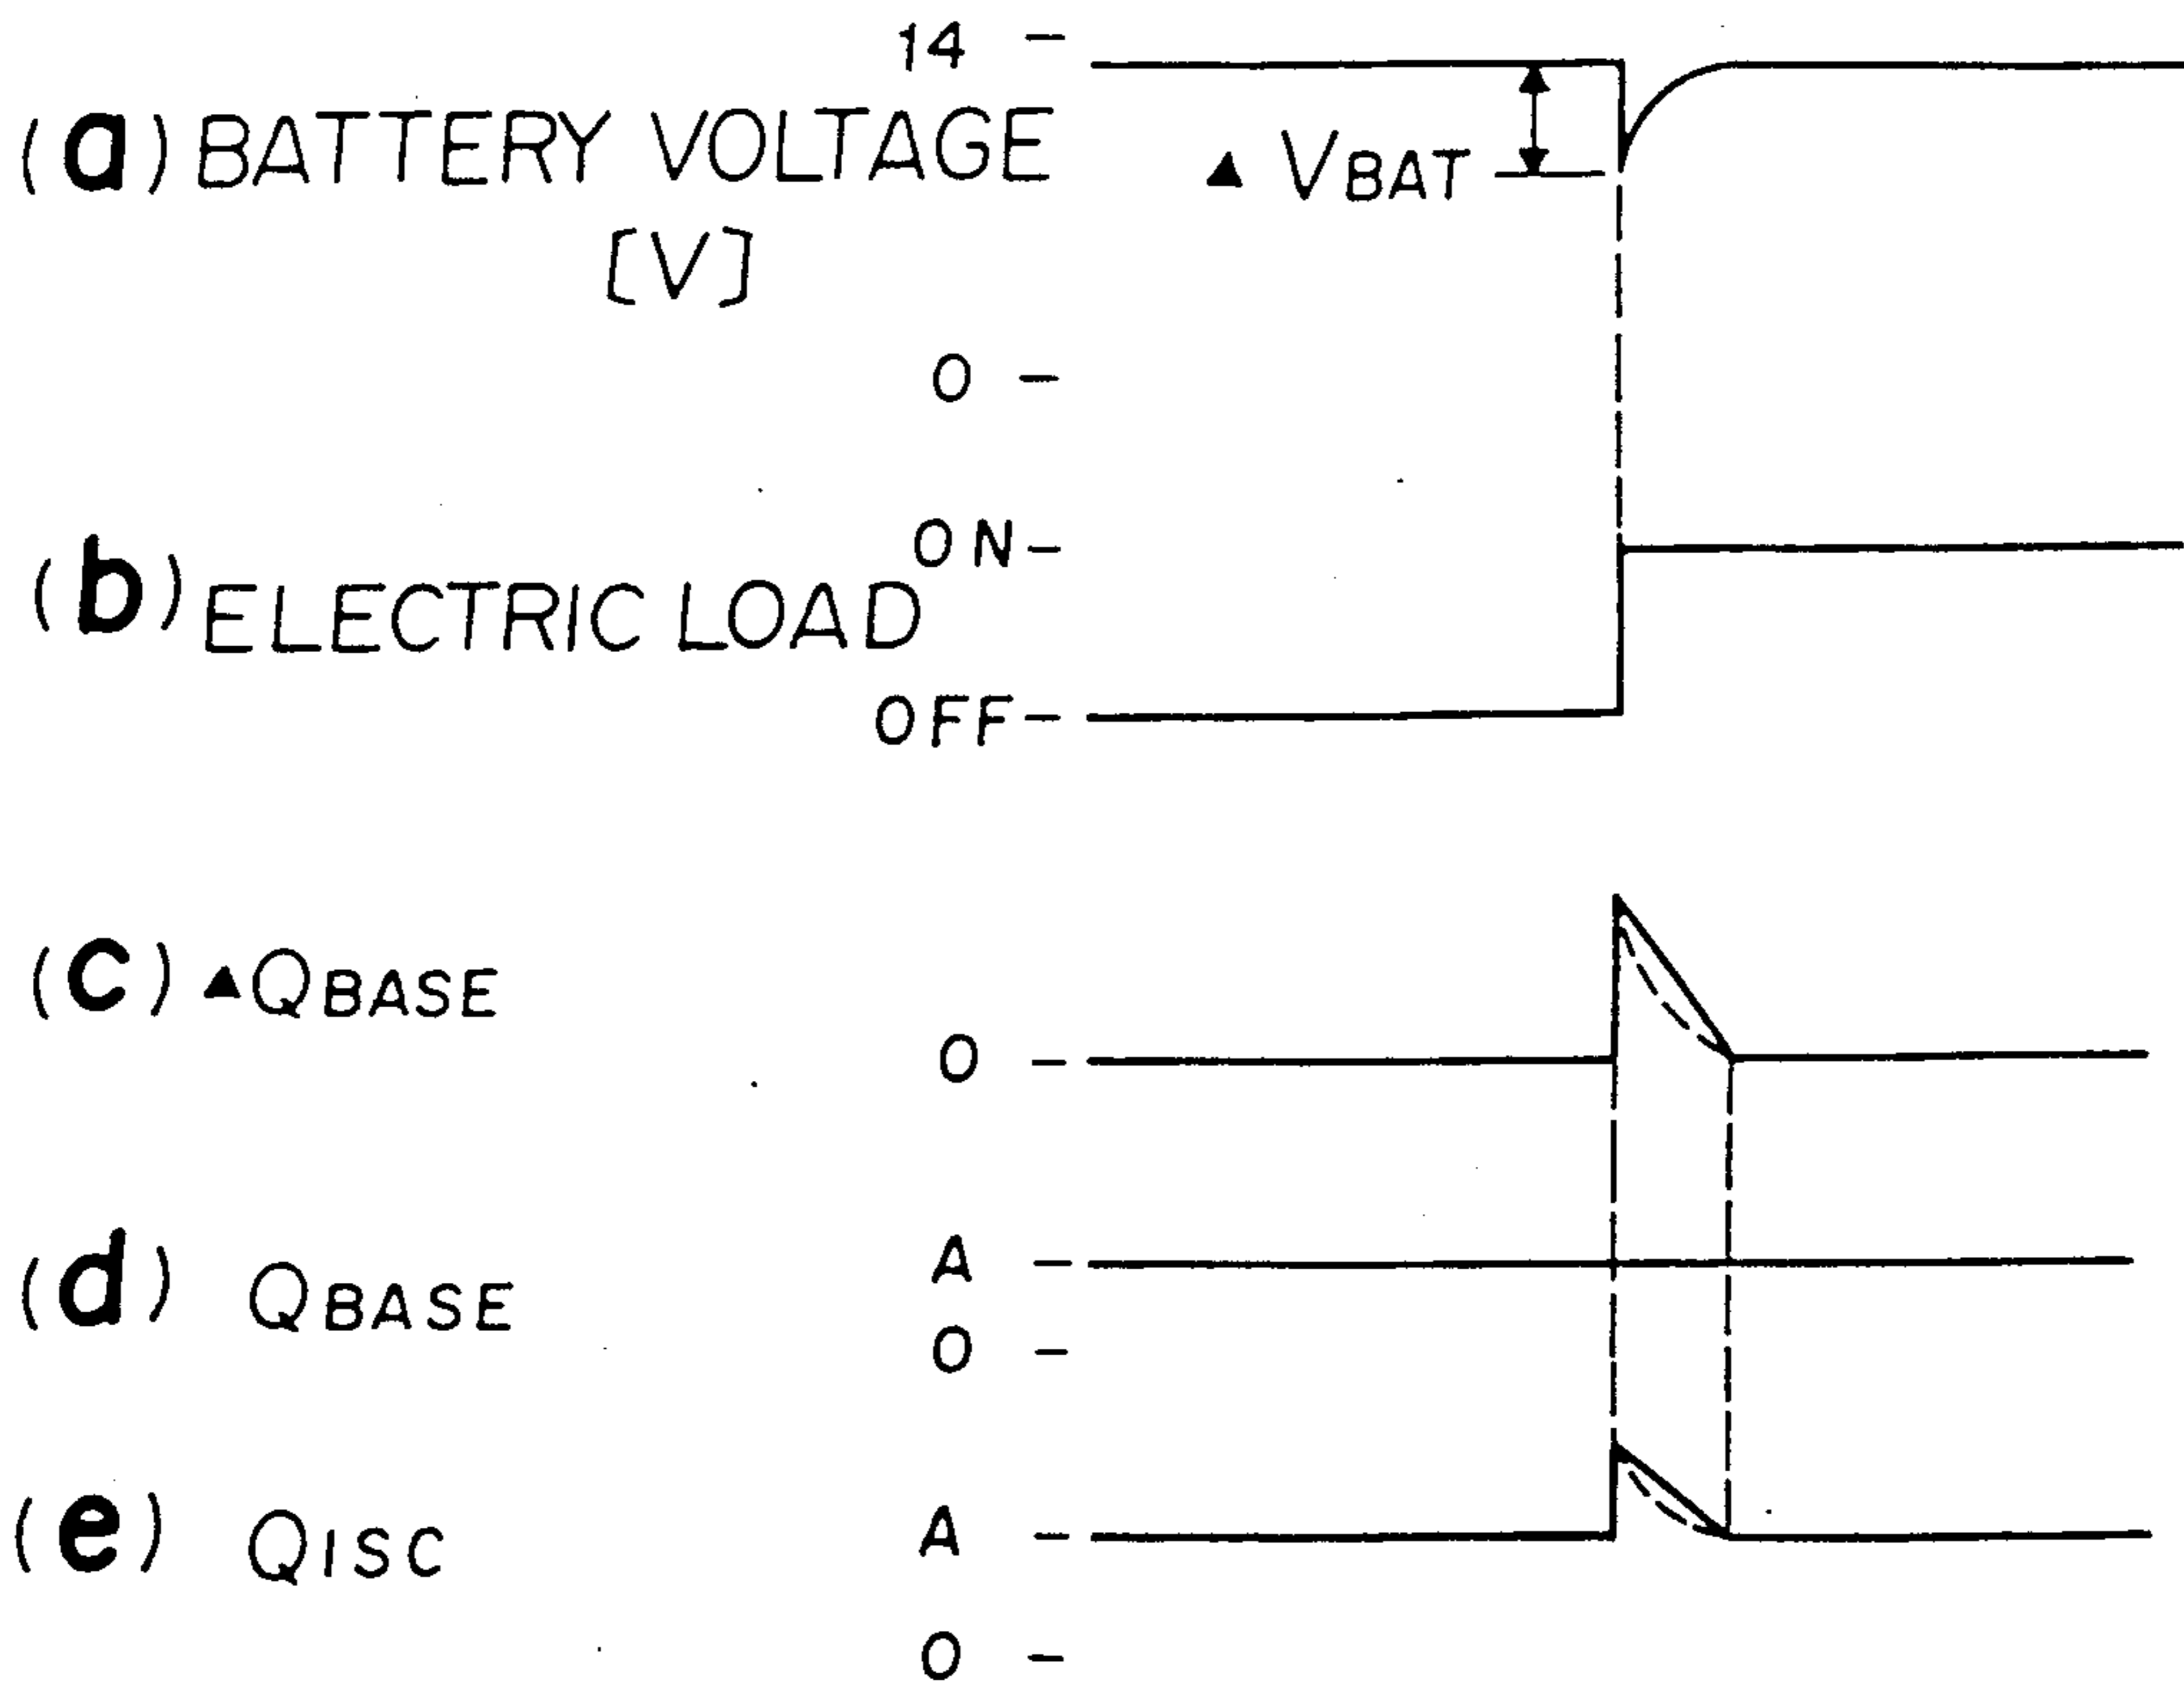 14 -
(a) BATTERY VOLTAGE
▲ VBAT
[V]
0 -
ON -
(b) ELECTRIC LOAD
OFF -
(c) ▲QBASE
0 -
A -
(d) QBASE
0 -
(e) QISC
A -
0 -